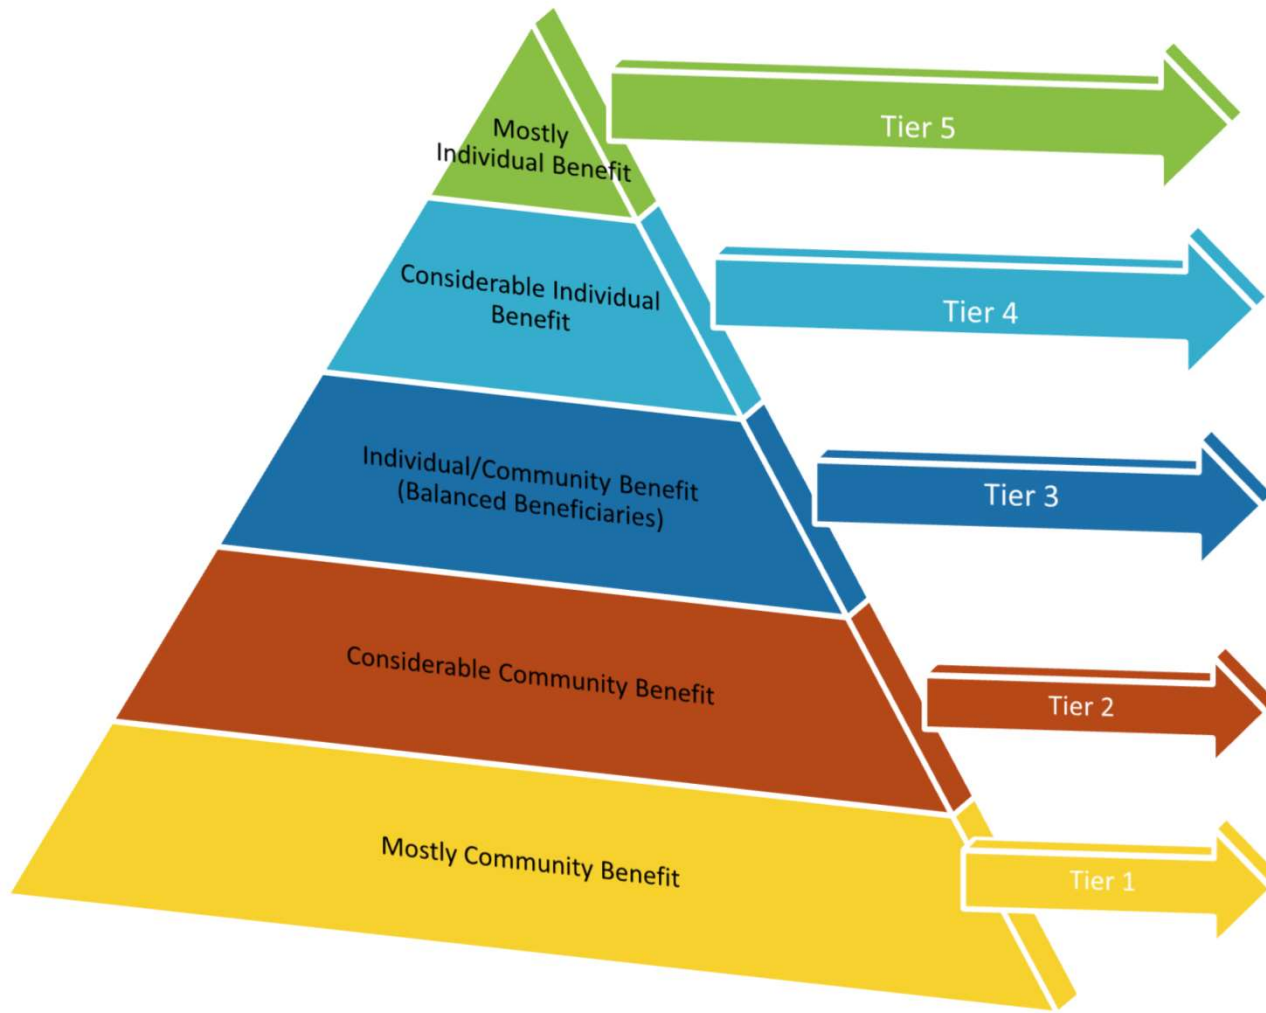 Mostly
Individual Benefit
Tier 5
Considerable Individual
Benefit
Tier 4
Individual/Community Benefit
(Balanced Beneficiaries)
Tier 3
Considerable Community Benefit
Tier 2
Mostly Community Benefit
Tier 1